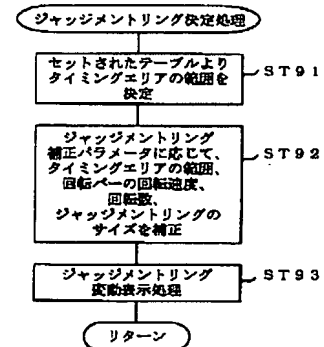 ジャッジメントリング決定処理
セットされたテーブルより
タイミングエリアの範囲を
決定
ST91
ジャッジメントリング
補正パラメータに応じて、
タイミングエリアの範囲、
回転バーの回転速度、
回転数、
ジャッジメントリングの
サイズを補正
ST92
ジャッジメントリング
変動表示処理
ST93
リターン